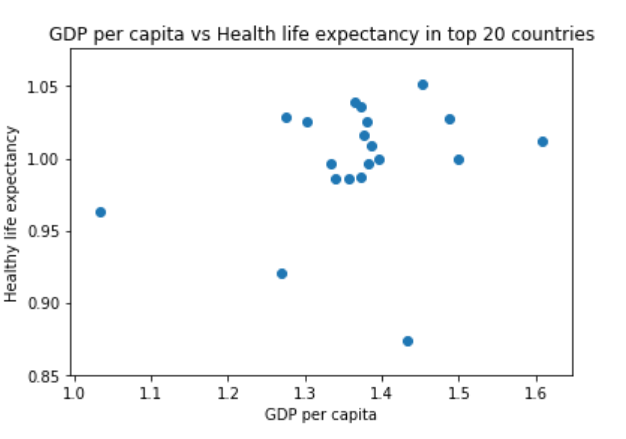 GDP per capita vs Health life expectancy in top 20 countries
1.05
1.00
0.95
0.90
0.85
Healthy life expectancy
1.0 1.1 1.2 1.3 1.4 1.5 1.6
GDP per capita